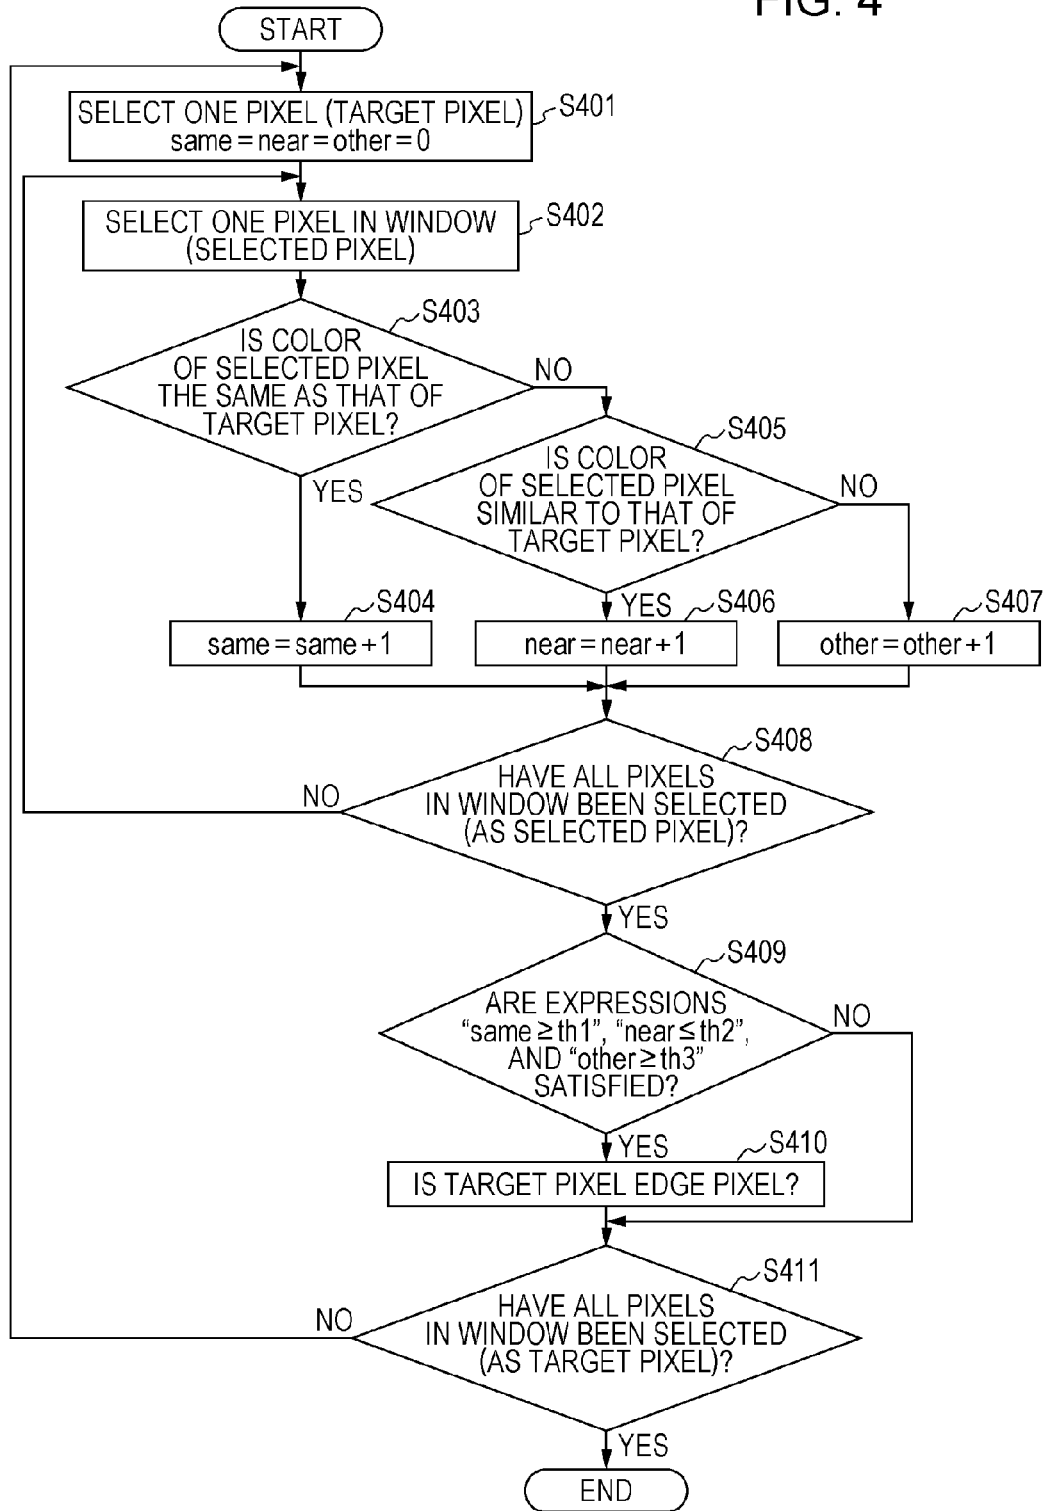 FIG. 4
START
SELECT ONE PIXEL (TARGET PIXEL)
same = near = other = 0
S401
SELECT ONE PIXEL IN WINDOW
(SELECTED PIXEL)
S402
S403
IS COLOR
OF SELECTED PIXEL
THE SAME AS THAT OF
TARGET PIXEL?
NO
YES
S405
IS COLOR
OF SELECTED PIXEL
SIMILAR TO THAT OF
TARGET PIXEL?
NO
YES
S404
same = same + 1
S406
near = near + 1
S407
other = other + 1
S408
HAVE ALL PIXELS
IN WINDOW BEEN SELECTED
(AS SELECTED PIXEL)?
NO
YES
S409
ARE EXPRESSIONS
“same ≥ th1”, “near ≤ th2”,
AND “other ≥ th3”
SATISFIED?
NO
YES
S410
IS TARGET PIXEL EDGE PIXEL?
S411
HAVE ALL PIXELS
IN WINDOW BEEN SELECTED
(AS TARGET PIXEL)?
NO
YES
END